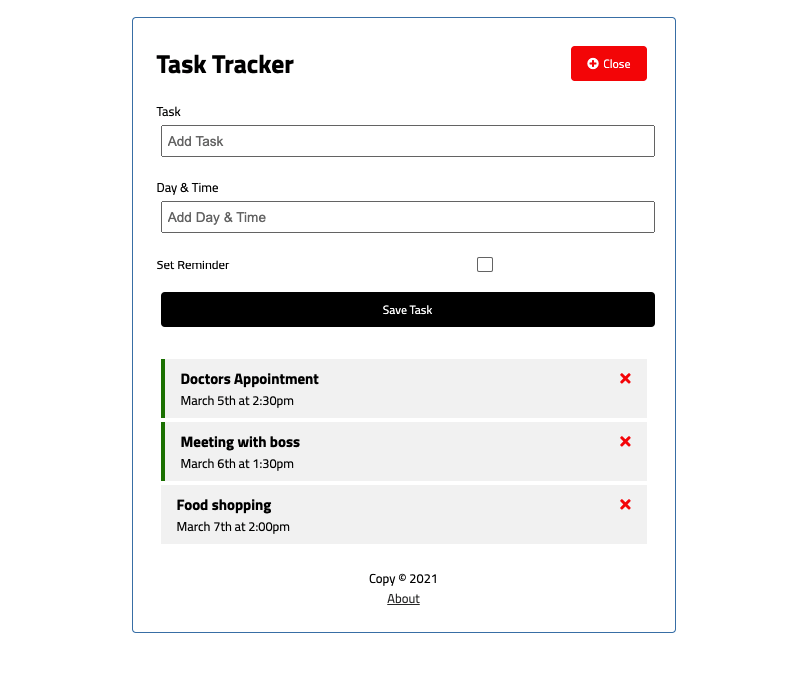 Task Tracker
Close
Task
Add Task
Day & Time
Add Day & Time
Set Reminder
Save Task
Doctors Appointment
March 5th at 2:30pm
Meeting with boss
March 6th at 1:30pm
Food shopping
March 7th at 2:00pm
Copy © 2021
About